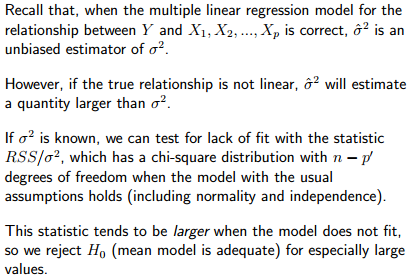 Recall that, when the multiple linear regression model for the
relationship between Y and X₁, X₂, ..., Xₚ is correct, σ̂² is an
unbiased estimator of σ².
However, if the true relationship is not linear, σ̂² will estimate
a quantity larger than σ².
If σ² is known, we can test for lack of fit with the statistic
RSS/σ², which has a chi-square distribution with n − p′
degrees of freedom when the model with the usual
assumptions holds (including normality and independence).
This statistic tends to be larger when the model does not fit,
so we reject H₀ (mean model is adequate) for especially large
values.